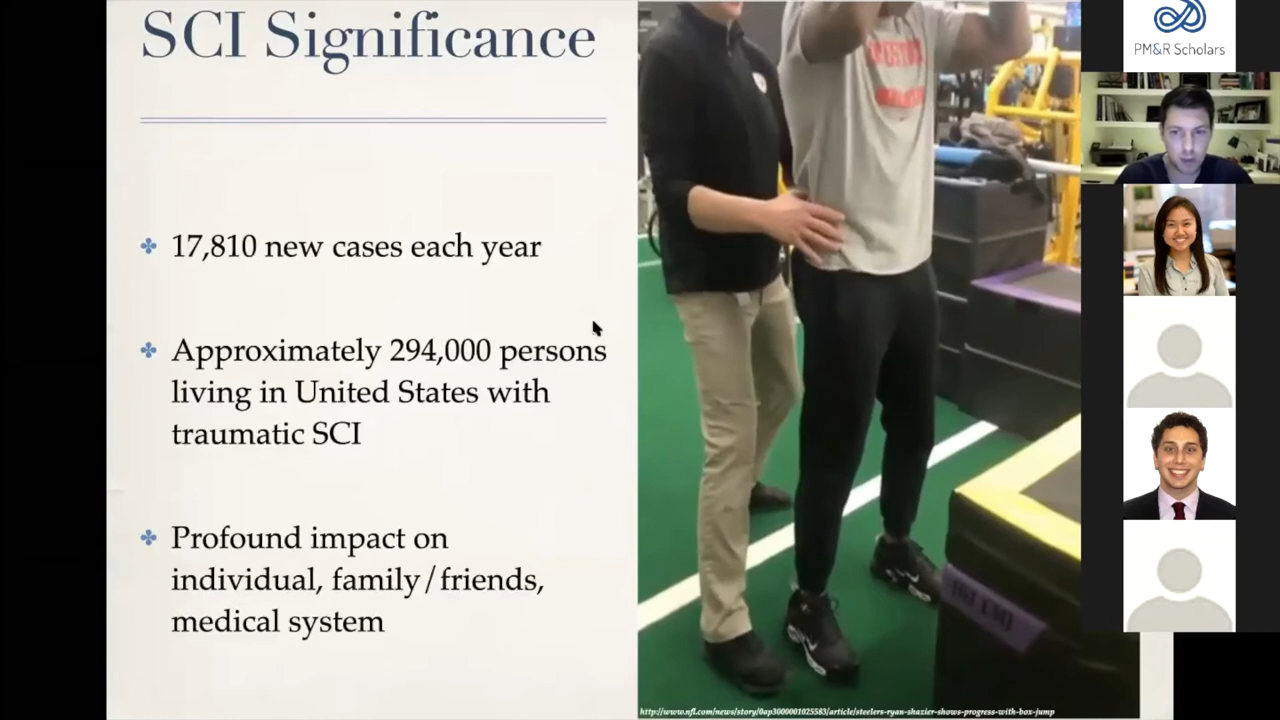 SCI Significance
17,810 new cases each year
Approximately 294,000 persons
living in United States with
traumatic SCI
Profound impact on
individual, family/friends,
medical system
http://www.nfl.com/news/story/0ap3000001025583/article/steelers-ryan-shazier-shows-progress-with-box-jump
PM&R Scholars